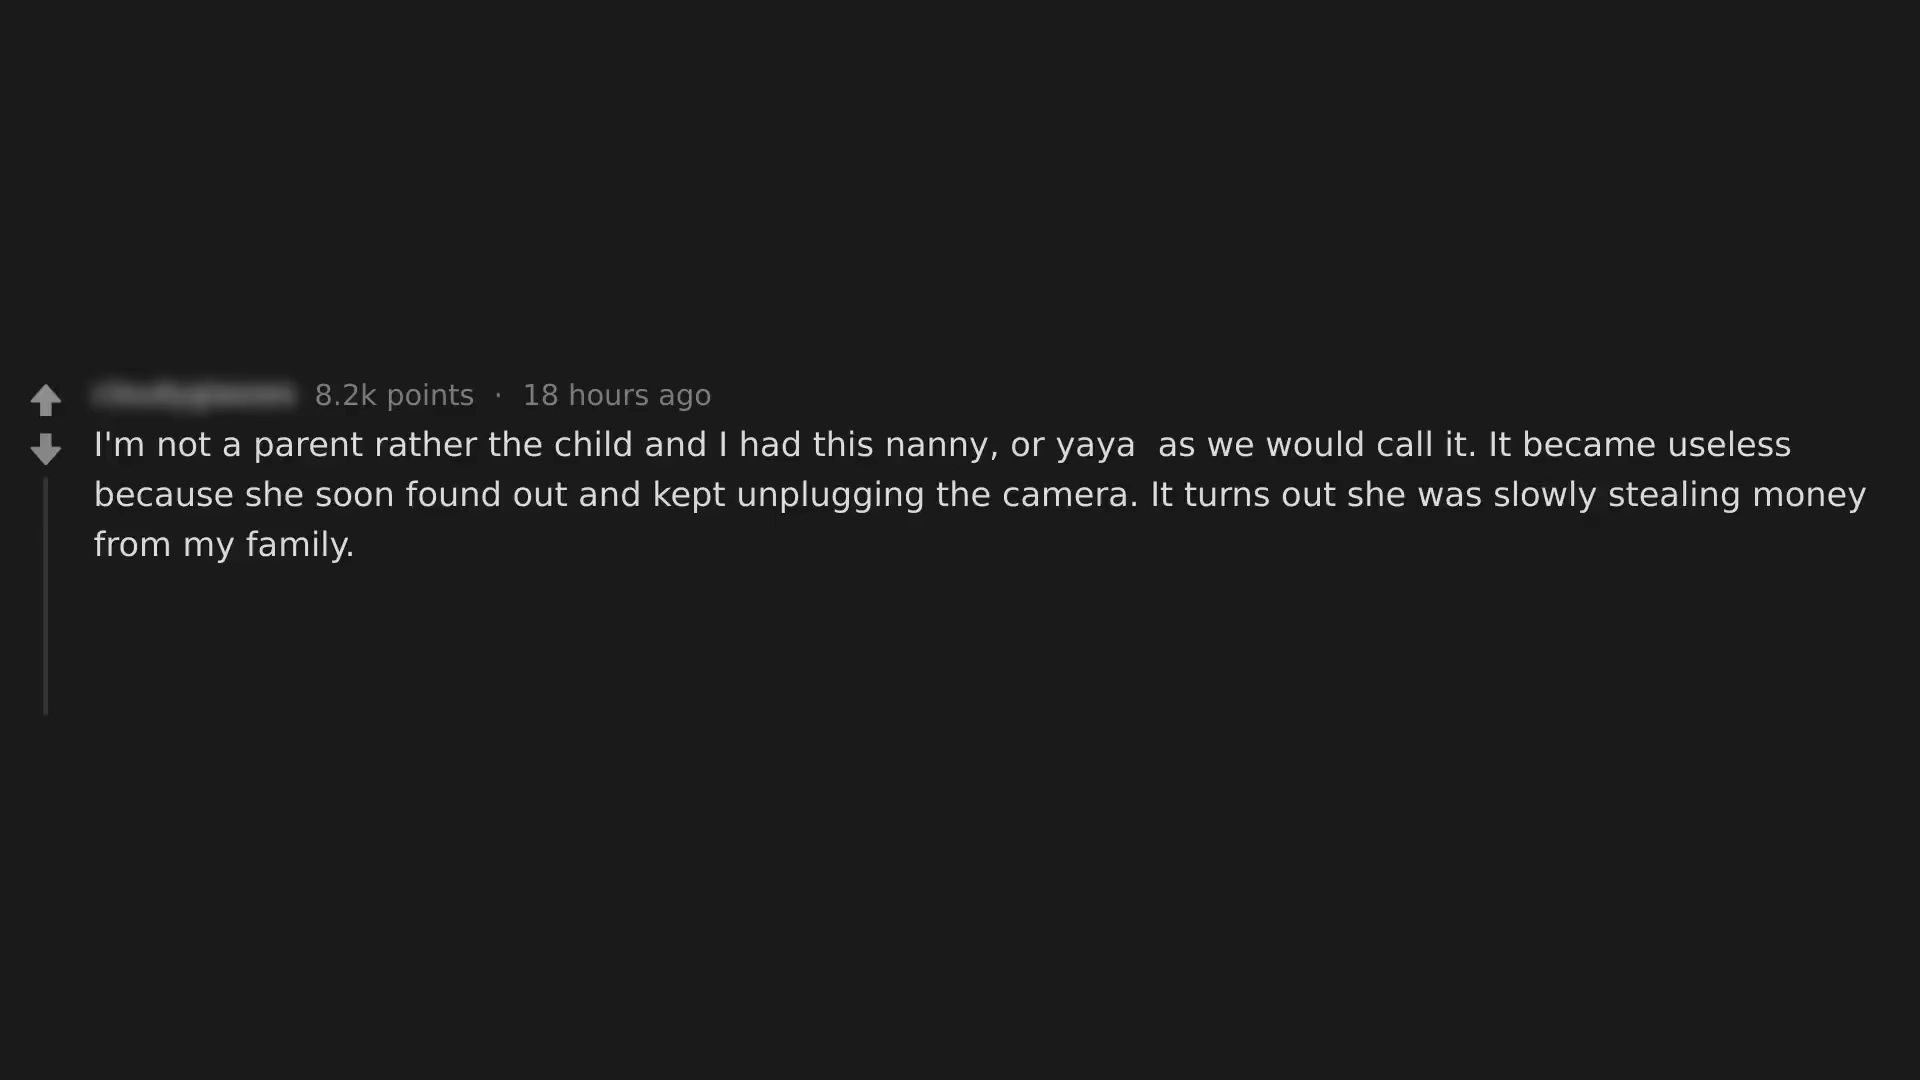 8.2k points · 18 hours ago
I'm not a parent rather the child and I had this nanny, or yaya  as we would call it. It became useless
because she soon found out and kept unplugging the camera. It turns out she was slowly stealing money
from my family.